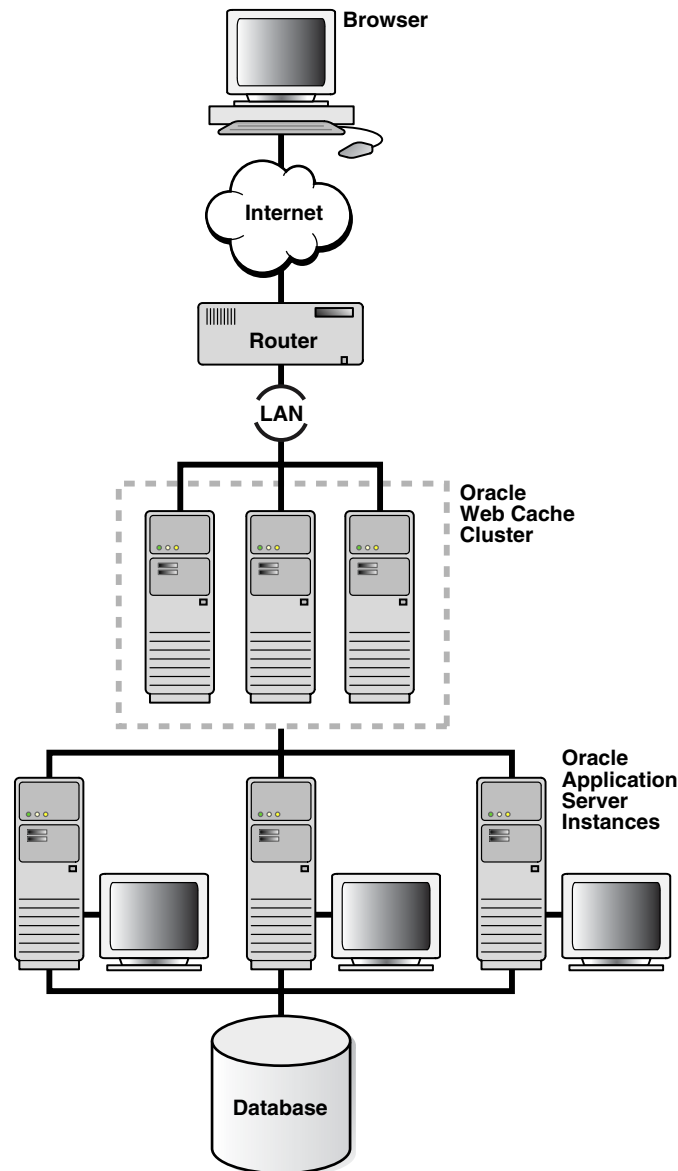 Browser
Internet
Router
LAN
Oracle
Web Cache
Cluster
Oracle
Application
Server
Instances
Database